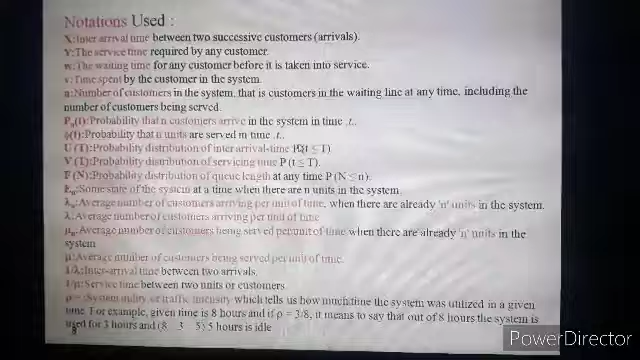 Notations Used :
X:Inter arrival time between two successive customers (arrivals).
Y:The service time required by any customer.
w:The waiting time for any customer before it is taken into service.
v:Time spent by the customer in the system.
n:Number of customers in the system, that is customers in the waiting line at any time, including the
number of customers being served.
Pn(t):Probability that n customers arrive in the system in time .t..
(t):Probability that n units are served in time .t..
U (T):Probability distribution of inter arrival-time P(t ≤ T)
V (T):Probability distribution of servicing time P (t ≤ T).
F (N):Probability distribution of queue length at any time P (N ≤ n).
En:Some state of the system at a time when there are n units in the system.
λn:Average number of customers arriving per unit of time, when there are already 'n' units in the system.
λ:Average number of customers arriving per unit of time
μn:Average number of customers being served per unit of time when there are already 'n' units in the
system
μ:Average number of customers being served per unit of time.
1/λ:Inter-arrival time between two arrivals.
1/μ:Service time between two units or customers.
ρ System utility or traffic intensity which tells us how much time the system was utilized in a given
time. For example, given time is 8 hours and if ρ = 3/8, it means to say that out of 8 hours the system is
used for 3 hours and (8 3 5) 5 hours is idle
PowerDirector